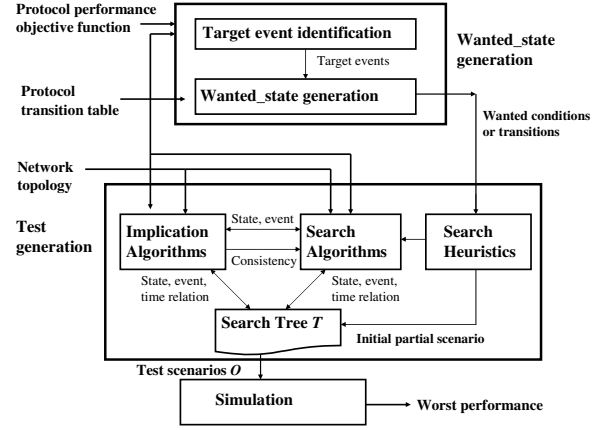 Protocol performance
objective function
Target event identification
Target events
Wanted_state
generation
Protocol
transition table
Wanted_state generation
Wanted conditions
or transitions
Network
topology
Test
generation
Implication
Algorithms
State, event
Consistency
Search
Algorithms
Search
Heuristics
State, event,
time relation
State, event,
time relation
Search Tree T
Initial partial scenario
Test scenarios O
Simulation
Worst performance